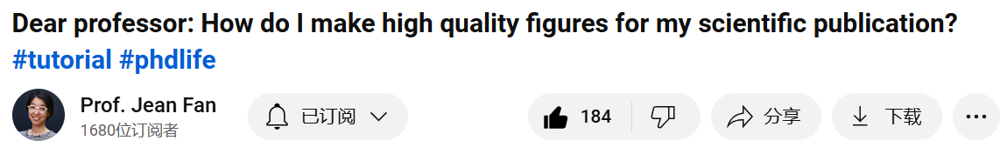 Dear professor: How do I make high quality figures for my scientific publication?
#tutorial #phdlife
Prof. Jean Fan
1680位订阅者
已订阅
184
分享
下载